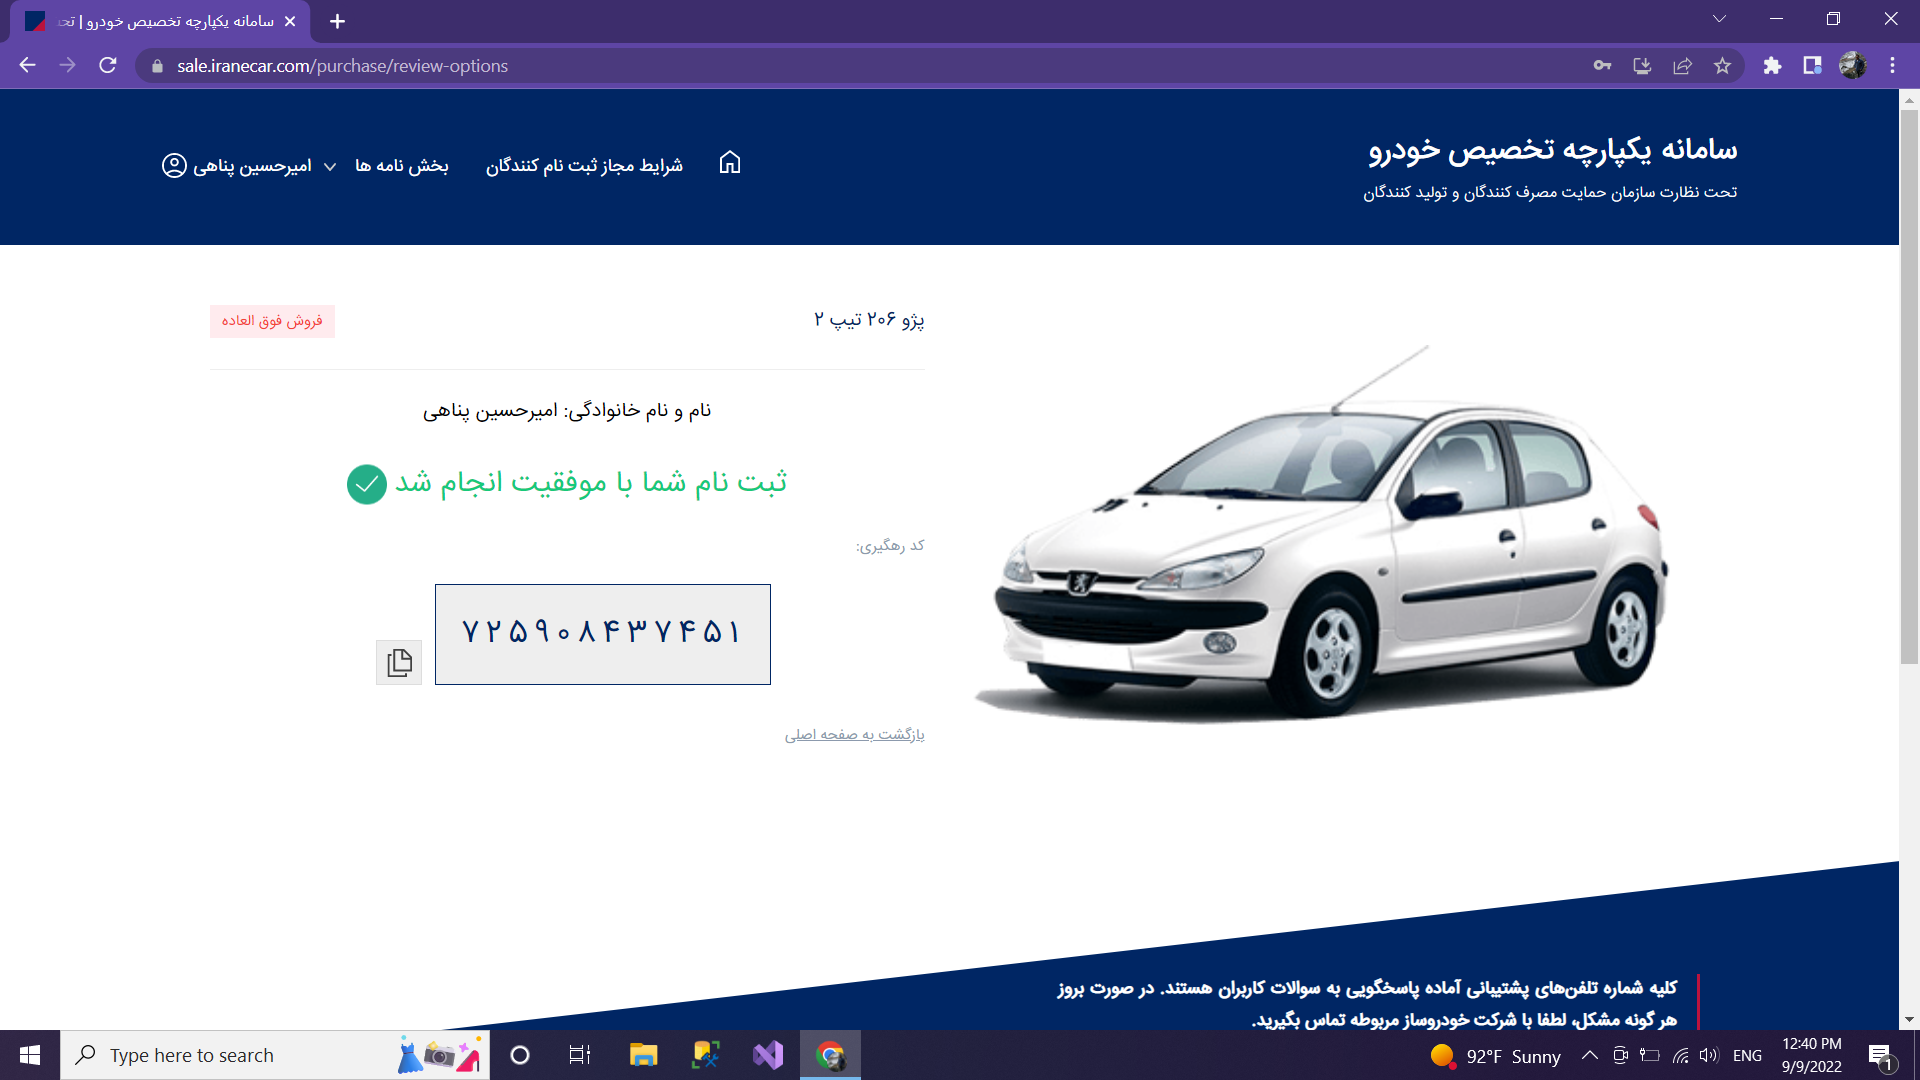 سامانه یکپارچه تخصیص خودرو | تح
sale.iranecar.com/purchase/review-options
سامانه یکپارچه تخصیص خودرو
تحت نظارت سازمان حمایت مصرف کنندگان و تولید کنندگان
شرایط مجاز ثبت نام کنندگان
بخش نامه ها
امیرحسین پناهی
پژو ۲۰۶ تیپ ۲
فروش فوق العاده
نام و نام خانوادگی: امیرحسین پناهی
ثبت نام شما با موفقیت انجام شد
کد رهگیری:
۷۲۵۹۰۸۴۳۷۴۵۱
بازگشت به صفحه اصلی
کلیه شماره تلفن‌های پشتیبانی آماده پاسخگویی به سوالات کاربران هستند. در صورت بروز
هر گونه مشکل، لطفا با شرکت خودروساز مربوطه تماس بگیرید.
Type here to search
92°F Sunny
ENG
12:40 PM
9/9/2022
1